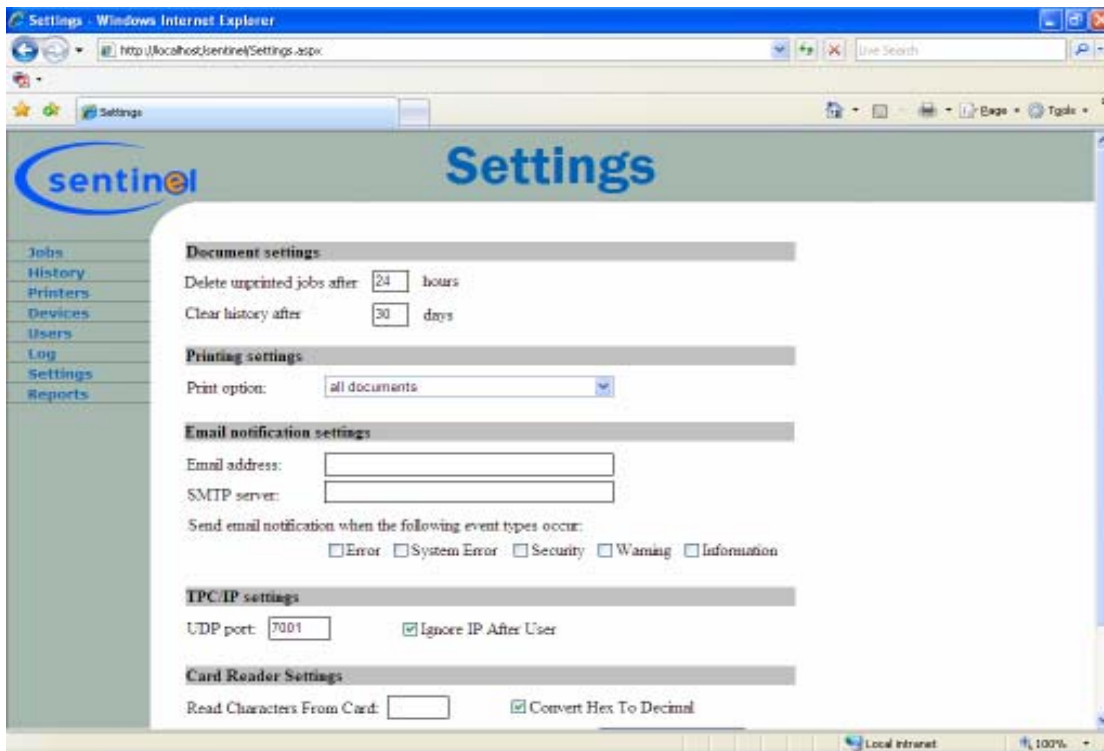 Settings - Windows Internet Explorer
http://localhost/sentinel/Settings.aspx
Live Search
Settings
Page
Tools
sentinel
Settings
Jobs
History
Printers
Devices
Users
Log
Settings
Reports
Document settings
Delete unprinted jobs after 24 hours
Clear history after 30 days
Printing settings
Print option: all documents
Email notification settings
Email address:
SMTP server:
Send email notification when the following event types occur:
Error System Error Security Warning Information
TPC/IP settings
UDP port: 7001 Ignore IP After User
Card Reader Settings
Read Characters From Card: Convert Hex To Decimal
Local intranet 100%